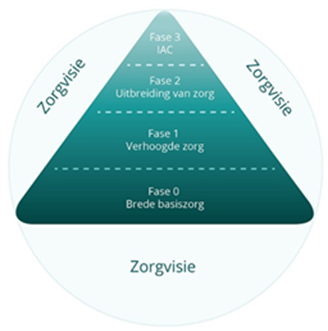 Fase 3
IAC
Fase 2
Uitbreiding van zorg
Fase 1
Verhoogde zorg
Fase 0
Brede basiszorg
Zorgvisie
Zorgvisie
Zorgvisie